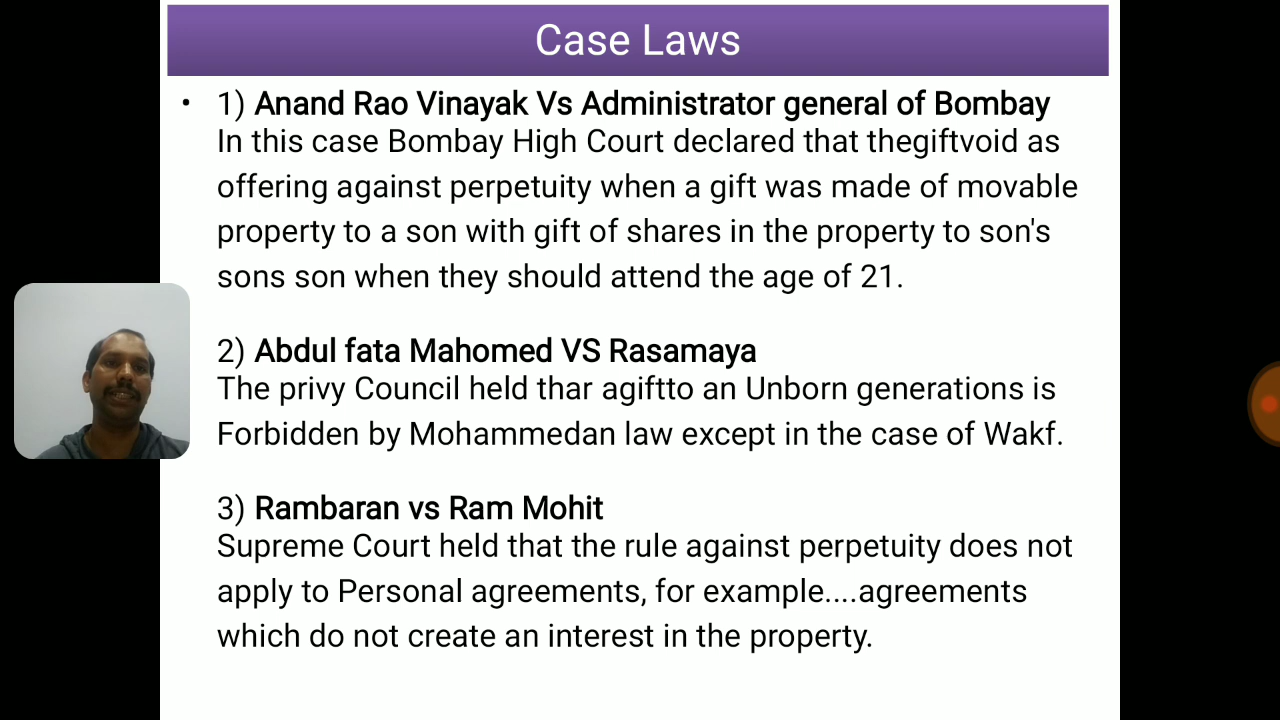 Case Laws
• 1) Anand Rao Vinayak Vs Administrator general of Bombay
In this case Bombay High Court declared that thegiftvoid as
offering against perpetuity when a gift was made of movable
property to a son with gift of shares in the property to son's
sons son when they should attend the age of 21.
2) Abdul fata Mahomed VS Rasamaya
The privy Council held thar agiftto an Unborn generations is
Forbidden by Mohammedan law except in the case of Wakf.
3) Rambaran vs Ram Mohit
Supreme Court held that the rule against perpetuity does not
apply to Personal agreements, for example....agreements
which do not create an interest in the property.